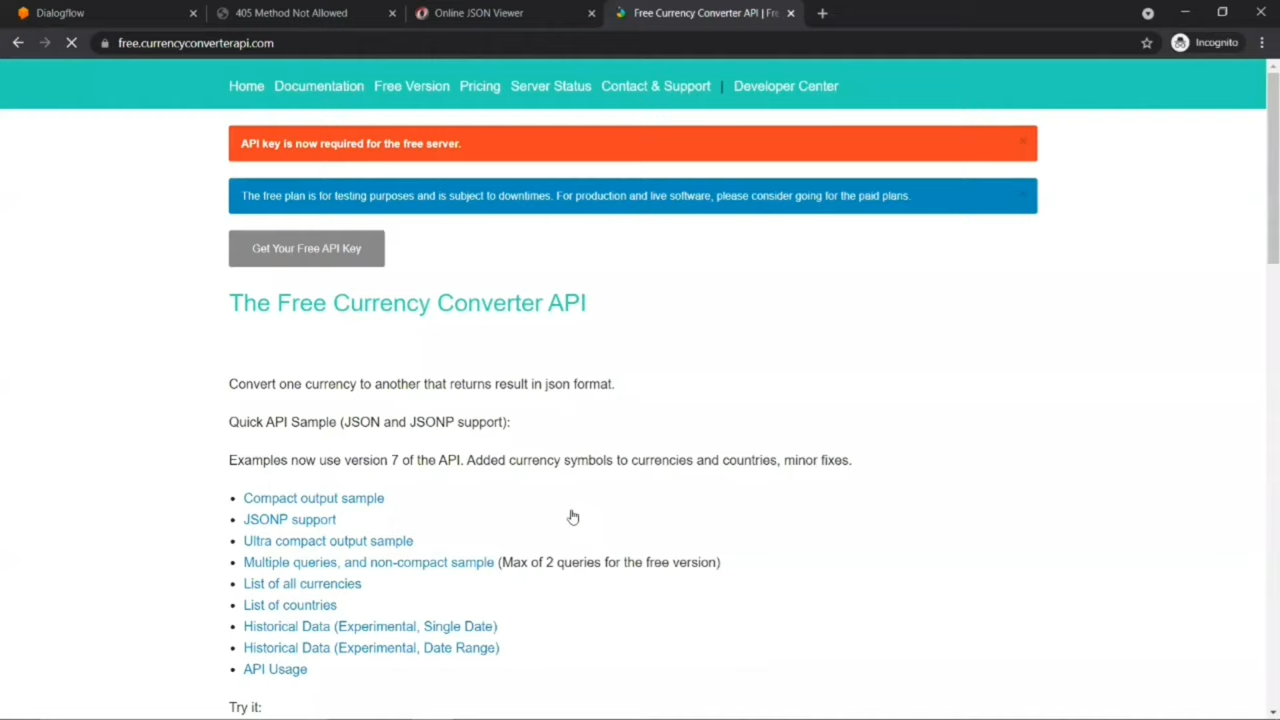 Dialogflow
405 Method Not Allowed
Online JSON Viewer
Free Currency Converter API | Fre
free.currencyconverterapi.com
Incognito
Home Documentation Free Version Pricing Server Status Contact & Support | Developer Center
API key is now required for the free server.
The free plan is for testing purposes and is subject to downtimes. For production and live software, please consider going for the paid plans.
Get Your Free API Key
The Free Currency Converter API
Convert one currency to another that returns result in json format.
Quick API Sample (JSON and JSONP support):
Examples now use version 7 of the API. Added currency symbols to currencies and countries, minor fixes.
• Compact output sample
• JSONP support
• Ultra compact output sample
• Multiple queries, and non-compact sample (Max of 2 queries for the free version)
• List of all currencies
• List of countries
• Historical Data (Experimental, Single Date)
• Historical Data (Experimental, Date Range)
• API Usage
Try it: